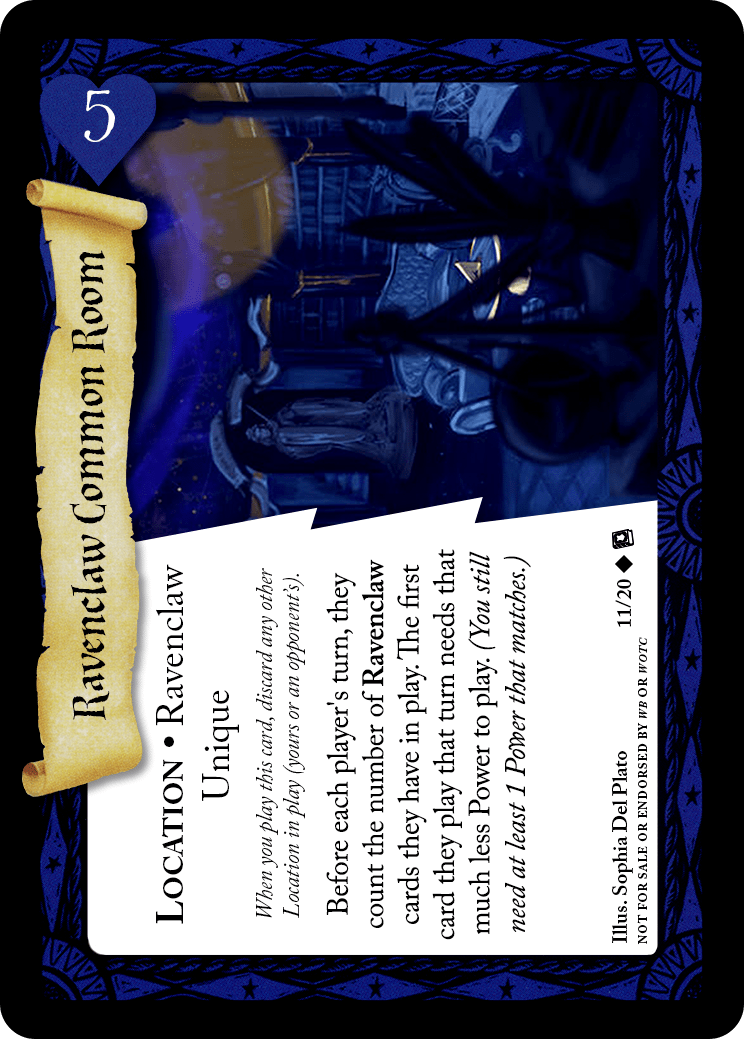 5
Ravenclaw Common Room
LOCATION • Ravenclaw
Unique
When you play this card, discard any other
Location in play (yours or an opponent's).
Before each player's turn, they
count the number of Ravenclaw
cards they have in play. The first
card they play that turn needs that
much less Power to play. (You still
need at least 1 Power that matches.)
Illus. Sophia Del Plato
11/20
NOT FOR SALE OR ENDORSED BY WB OR WOTC